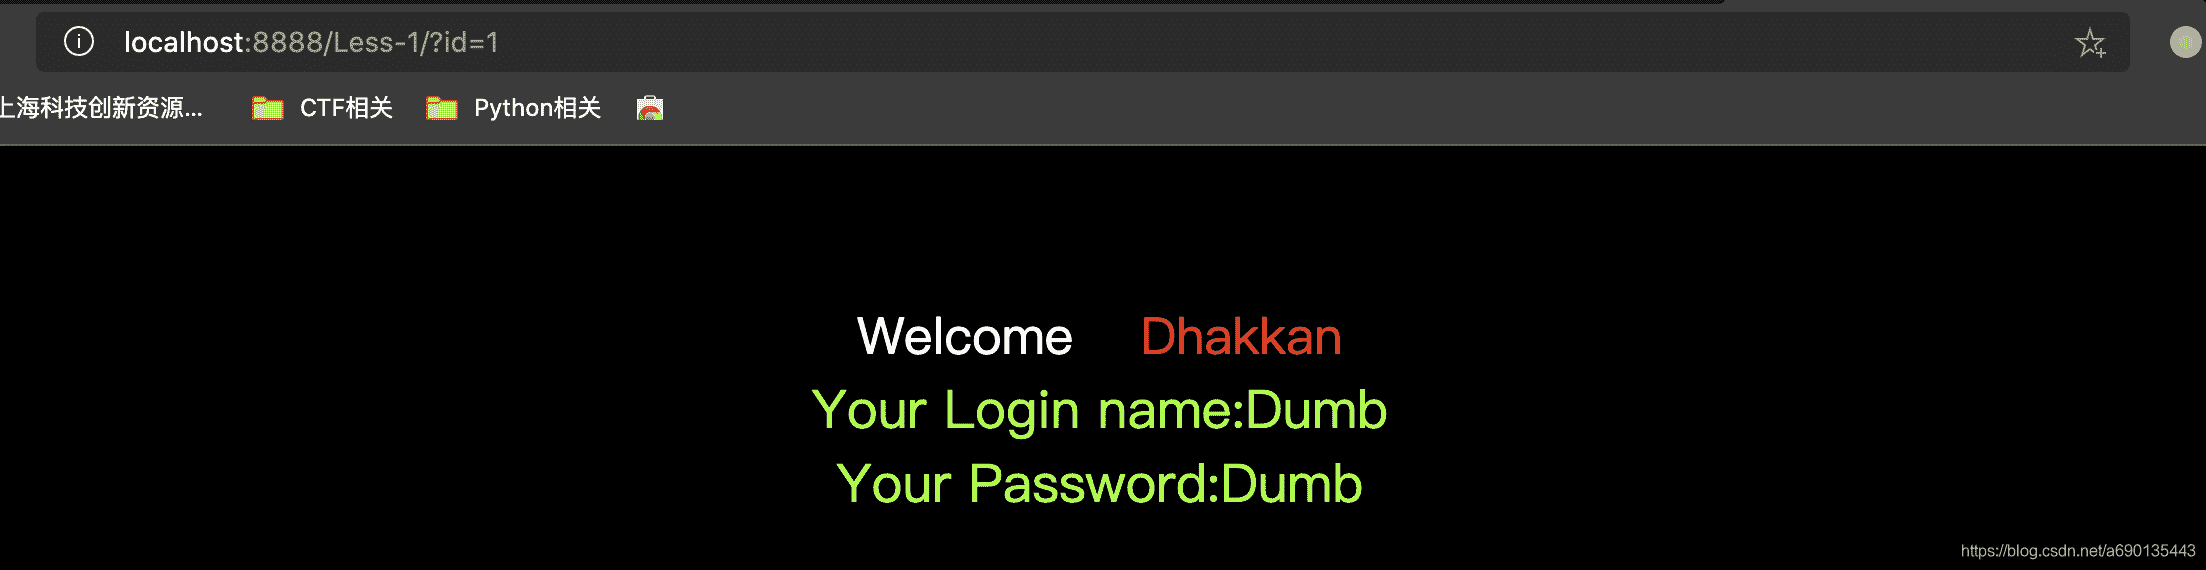 localhost:8888/Less-1/?id=1
上海科技创新资源... CTF相关 Python相关
Welcome Dhakkan
Your Login name:Dumb
Your Password:Dumb
https://blog.csdn.net/a690135443